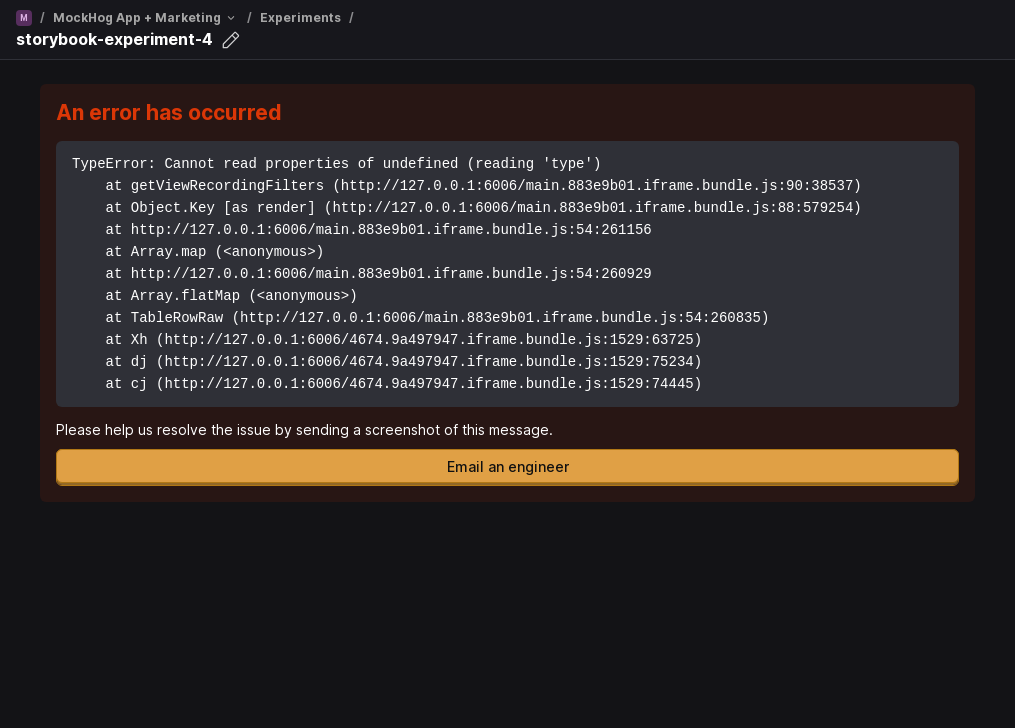 M / MockHog App + Marketing / Experiments /
storybook-experiment-4
An error has occurred
TypeError: Cannot read properties of undefined (reading 'type')
    at getViewRecordingFilters (http://127.0.0.1:6006/main.883e9b01.iframe.bundle.js:90:38537)
    at Object.Key [as render] (http://127.0.0.1:6006/main.883e9b01.iframe.bundle.js:88:579254)
    at http://127.0.0.1:6006/main.883e9b01.iframe.bundle.js:54:261156
    at Array.map (<anonymous>)
    at http://127.0.0.1:6006/main.883e9b01.iframe.bundle.js:54:260929
    at Array.flatMap (<anonymous>)
    at TableRowRaw (http://127.0.0.1:6006/main.883e9b01.iframe.bundle.js:54:260835)
    at Xh (http://127.0.0.1:6006/4674.9a497947.iframe.bundle.js:1529:63725)
    at dj (http://127.0.0.1:6006/4674.9a497947.iframe.bundle.js:1529:75234)
    at cj (http://127.0.0.1:6006/4674.9a497947.iframe.bundle.js:1529:74445)
Please help us resolve the issue by sending a screenshot of this message.
Email an engineer